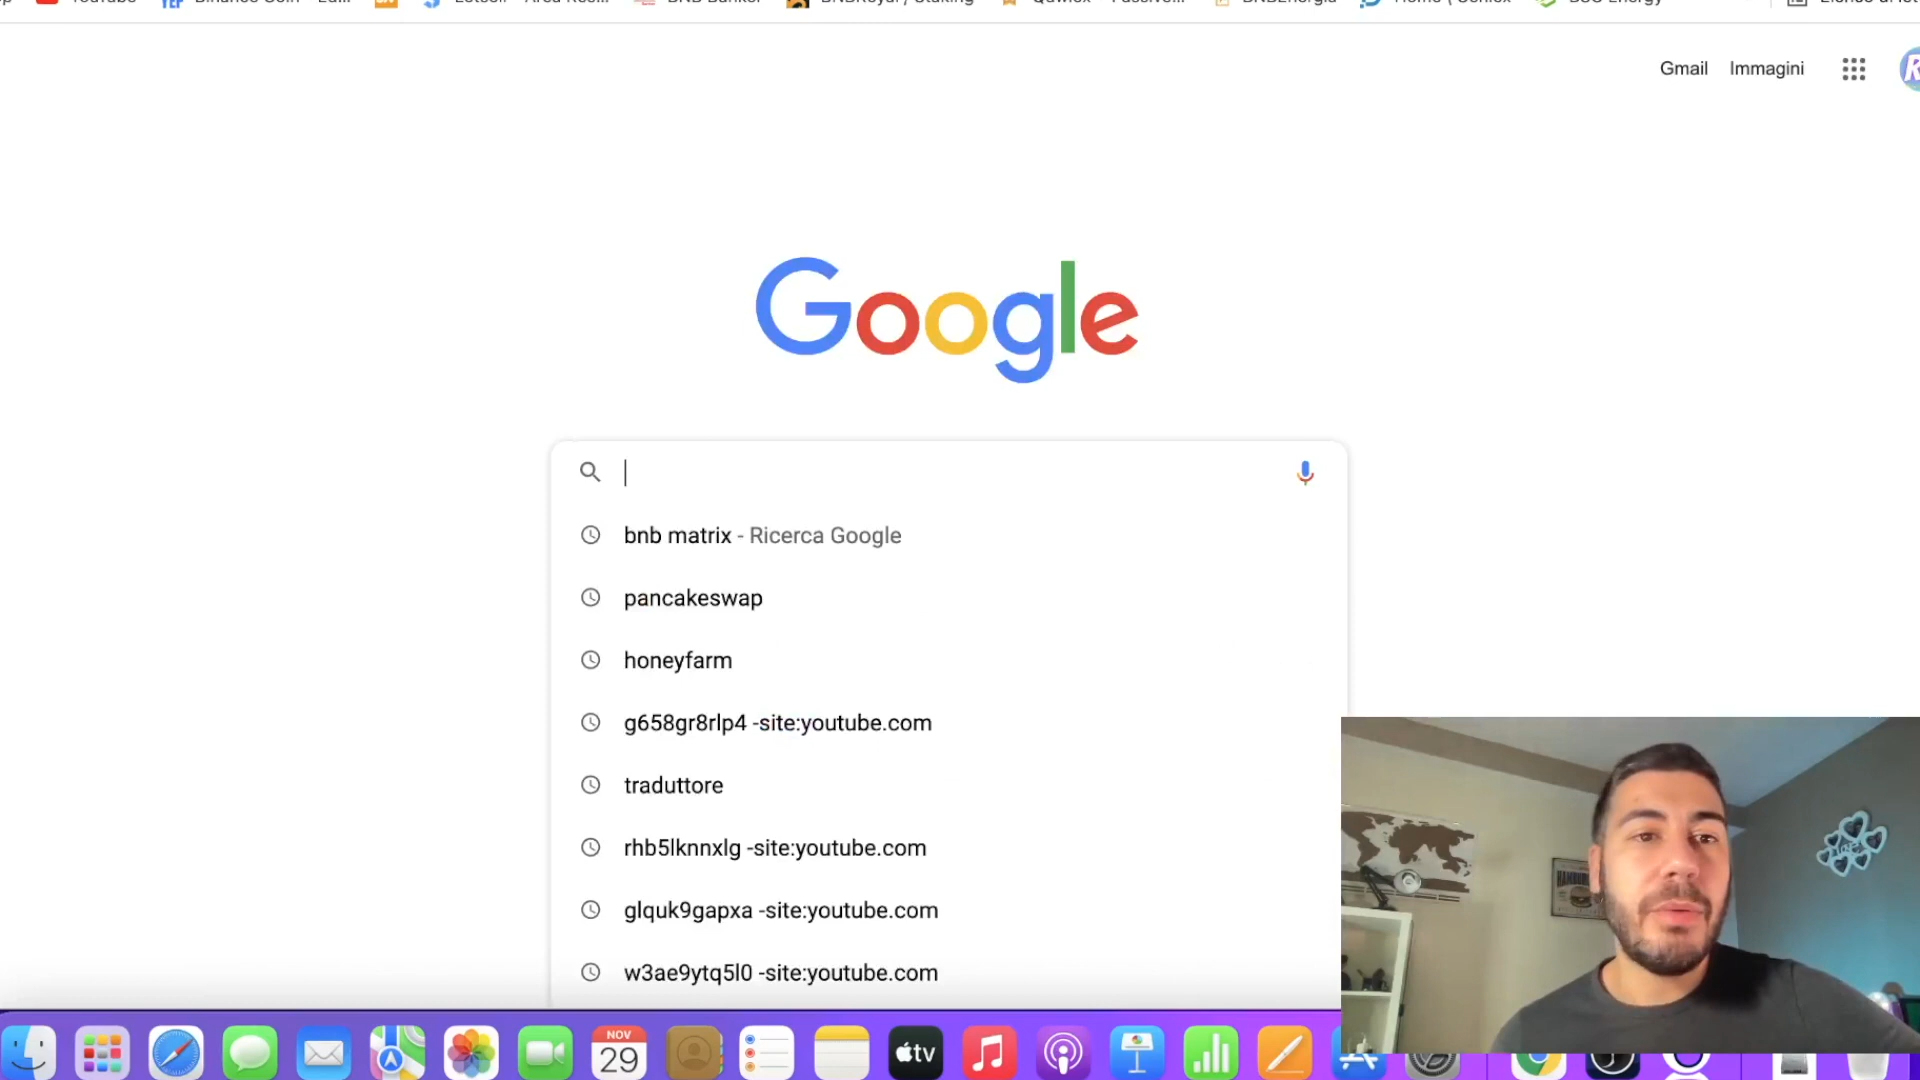 Gmail Immagini
Google
bnb matrix - Ricerca Google
pancakeswap
honeyfarm
g658gr8rlp4 -site:youtube.com
traduttore
rhb5lknnxlg -site:youtube.com
glquk9gapxa -site:youtube.com
w3ae9ytq5l0 -site:youtube.com
HAMBURGER
NOV
29
tv